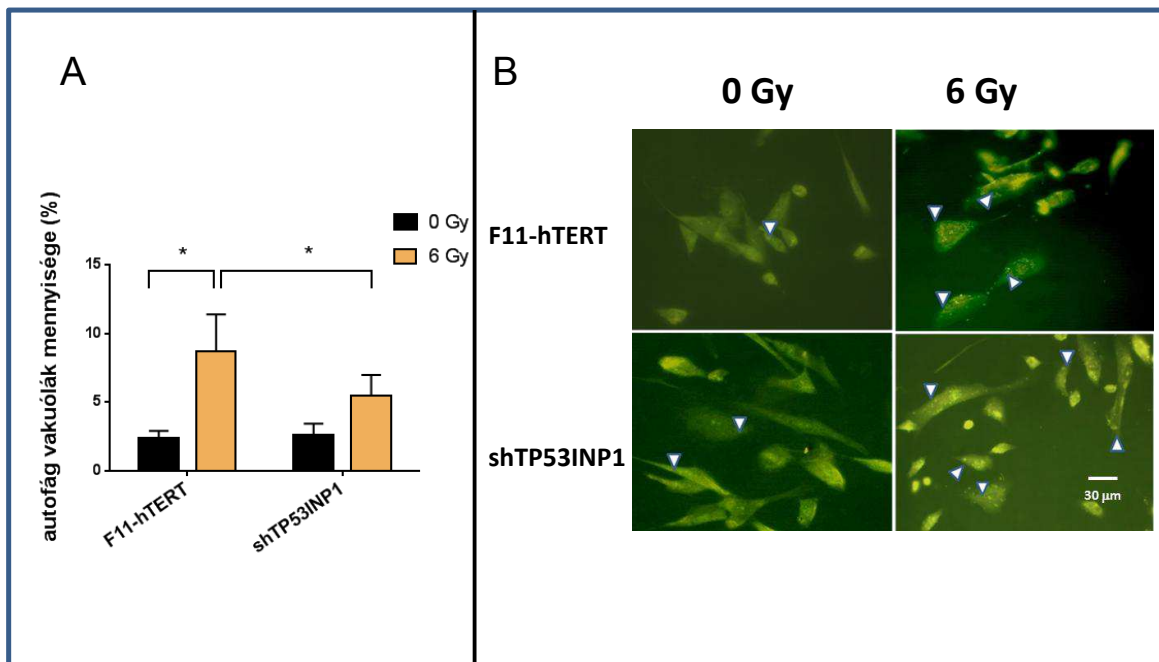 A
autofág vakuólák mennyisége (%)
0 Gy
6 Gy
*
*
15
10
5
0
F11-hTERT
shTP53INP1
B
0 Gy
6 Gy
F11-hTERT
shTP53INP1
30 μm